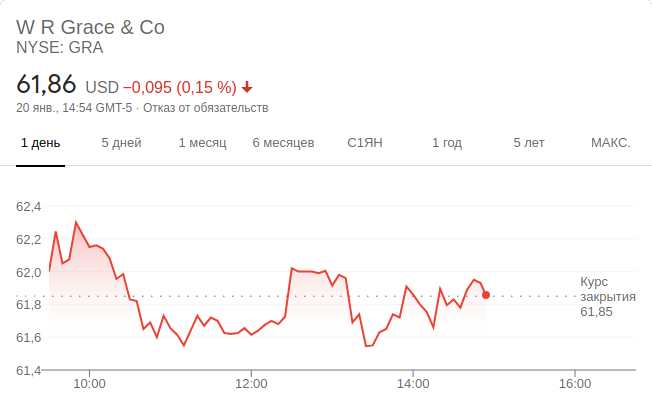 W R Grace & Co
NYSE: GRA
61,86 USD −0,095 (0,15 %)
20 янв., 14:54 GMT-5 · Отказ от обязательств
1 день 5 дней 1 месяц 6 месяцев С1ЯН 1 год 5 лет МАКС.
62,4
62,2
62,0
61,8
61,6
61,4
Курс
закрытия
61,85
10:00 12:00 14:00 16:00